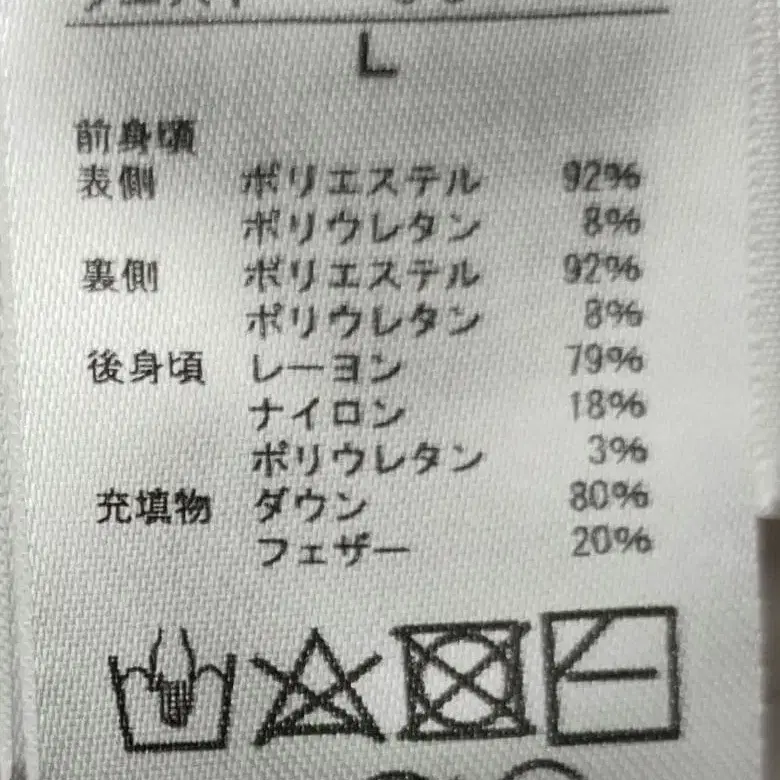 L
前身頃
表側 ポリエステル 92%
ポリウレタン 8%
裏側 ポリエステル 92%
ポリウレタン 8%
後身頃 レーヨン 79%
ナイロン 18%
ポリウレタン 3%
充填物 ダウン 80%
フェザー 20%